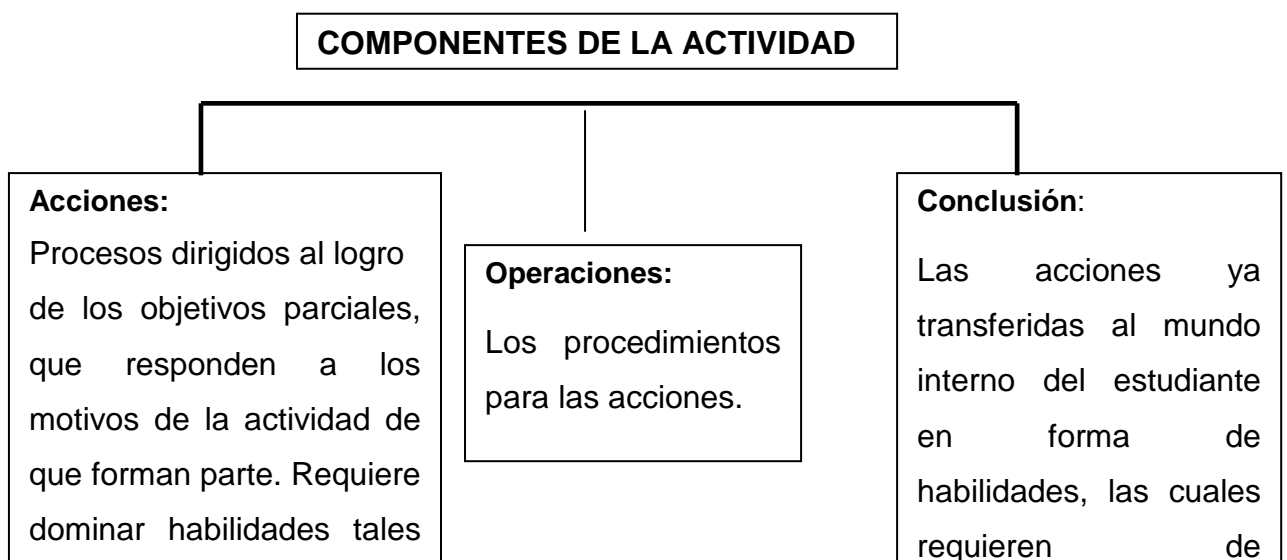 COMPONENTES DE LA ACTIVIDAD
Acciones:
Procesos dirigidos al logro
de los objetivos parciales,
que responden a los
motivos de la actividad de
que forman parte. Requiere
dominar habilidades tales
Operaciones:
Los procedimientos
para las acciones.
Conclusión:
Las acciones ya
transferidas al mundo
interno del estudiante
en forma de
habilidades, las cuales
requieren de